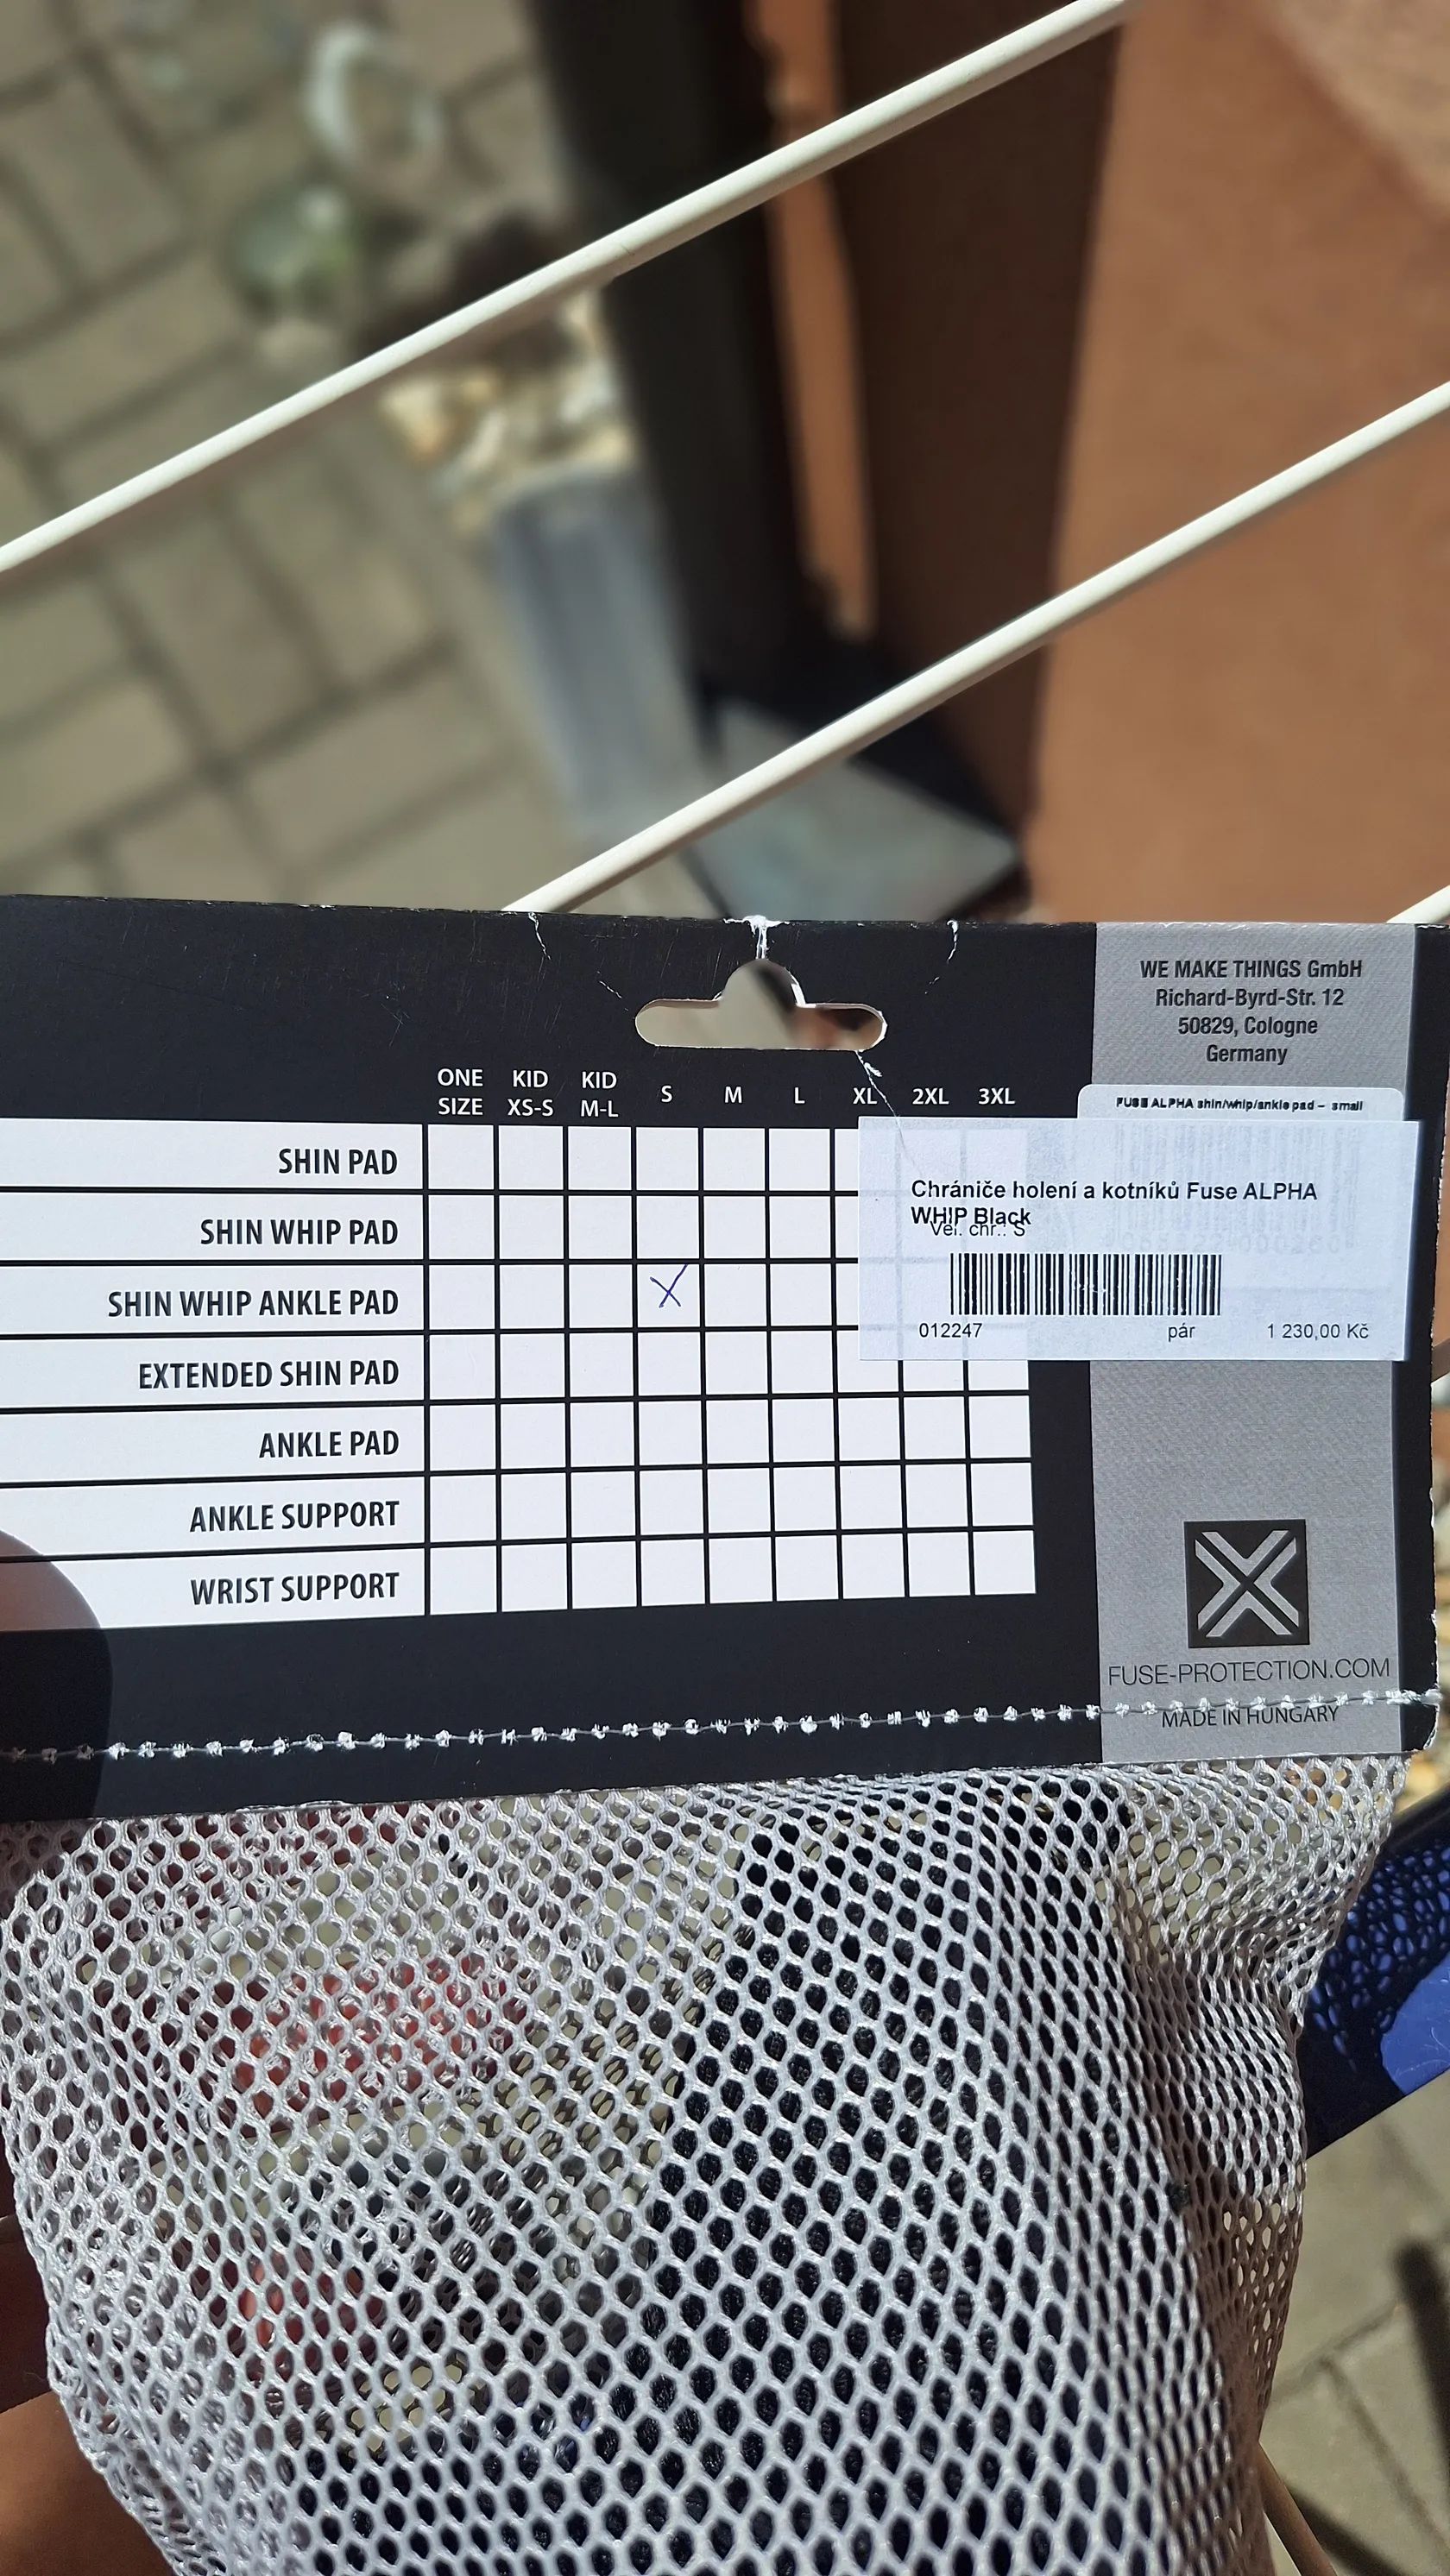 WE MAKE THINGS GmbH
Richard-Byrd-Str. 12
50829, Cologne
Germany
ONE SIZE KID XS-S KID M-L S M L XL 2XL 3XL
FUSE ALPHA shin/whip/ankle pad - small
SHIN PAD
SHIN WHIP PAD
SHIN WHIP ANKLE PAD X
EXTENDED SHIN PAD
ANKLE PAD
ANKLE SUPPORT
WRIST SUPPORT
Chrániče holení a kotníků Fuse ALPHA
WHIP Black
Vel. chr.: S
012247 pár 1 230,00 Kč
FUSE-PROTECTION.COM
MADE IN HUNGARY